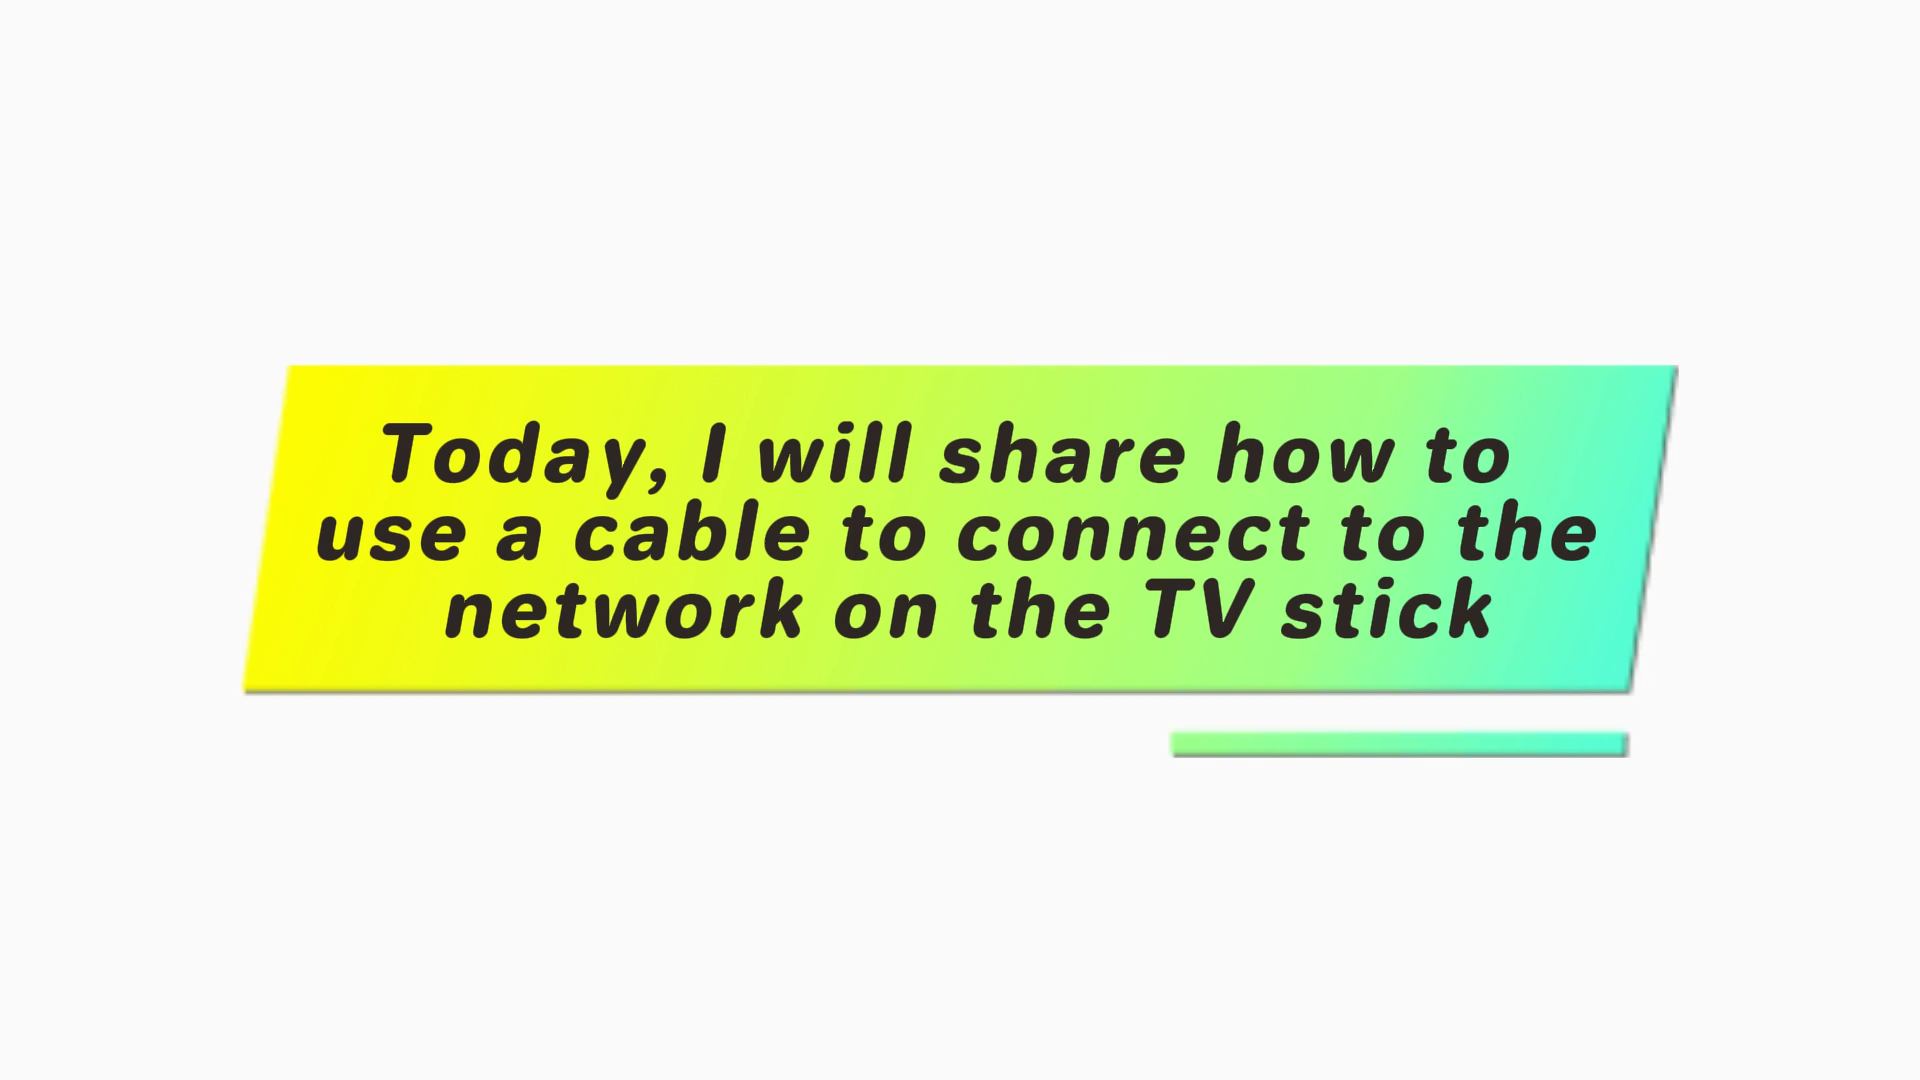 Today, I will share how to
use a cable to connect to the
network on the TV stick